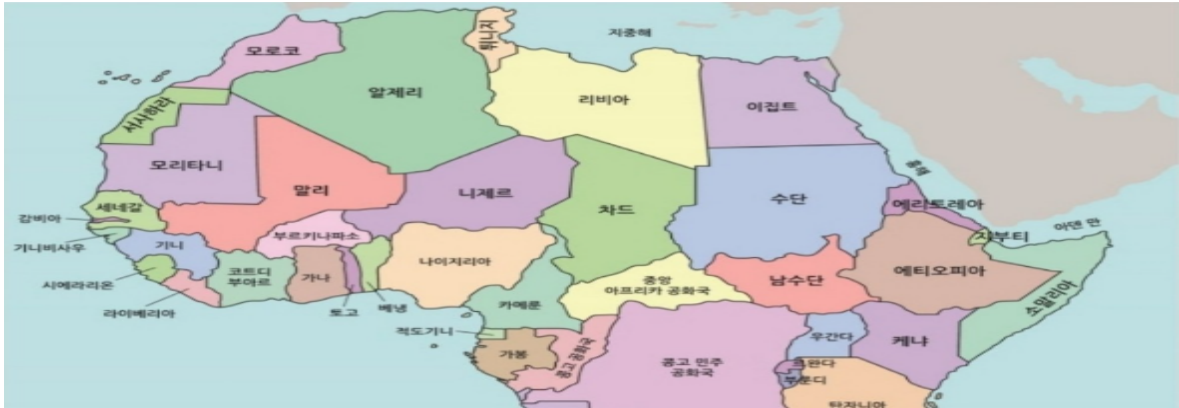 튀니지
지중해
모로코
알제리
리비아
이집트
서사하라
모리타니
말리
니제르
차드
수단
홍해
에리트레아
세네갈
감비아
기니비사우
기니
부르키나파소
나이지리아
지부티
아덴 만
시에라리온
코트디
부아르
가나
중앙
아프리카 공화국
남수단
에티오피아
소말리아
라이베리아
토고
베냉
카메룬
적도기니
가봉
콩고 공화국
콩고 민주
공화국
우간다
케냐
르완다
부룬디
탄자니아